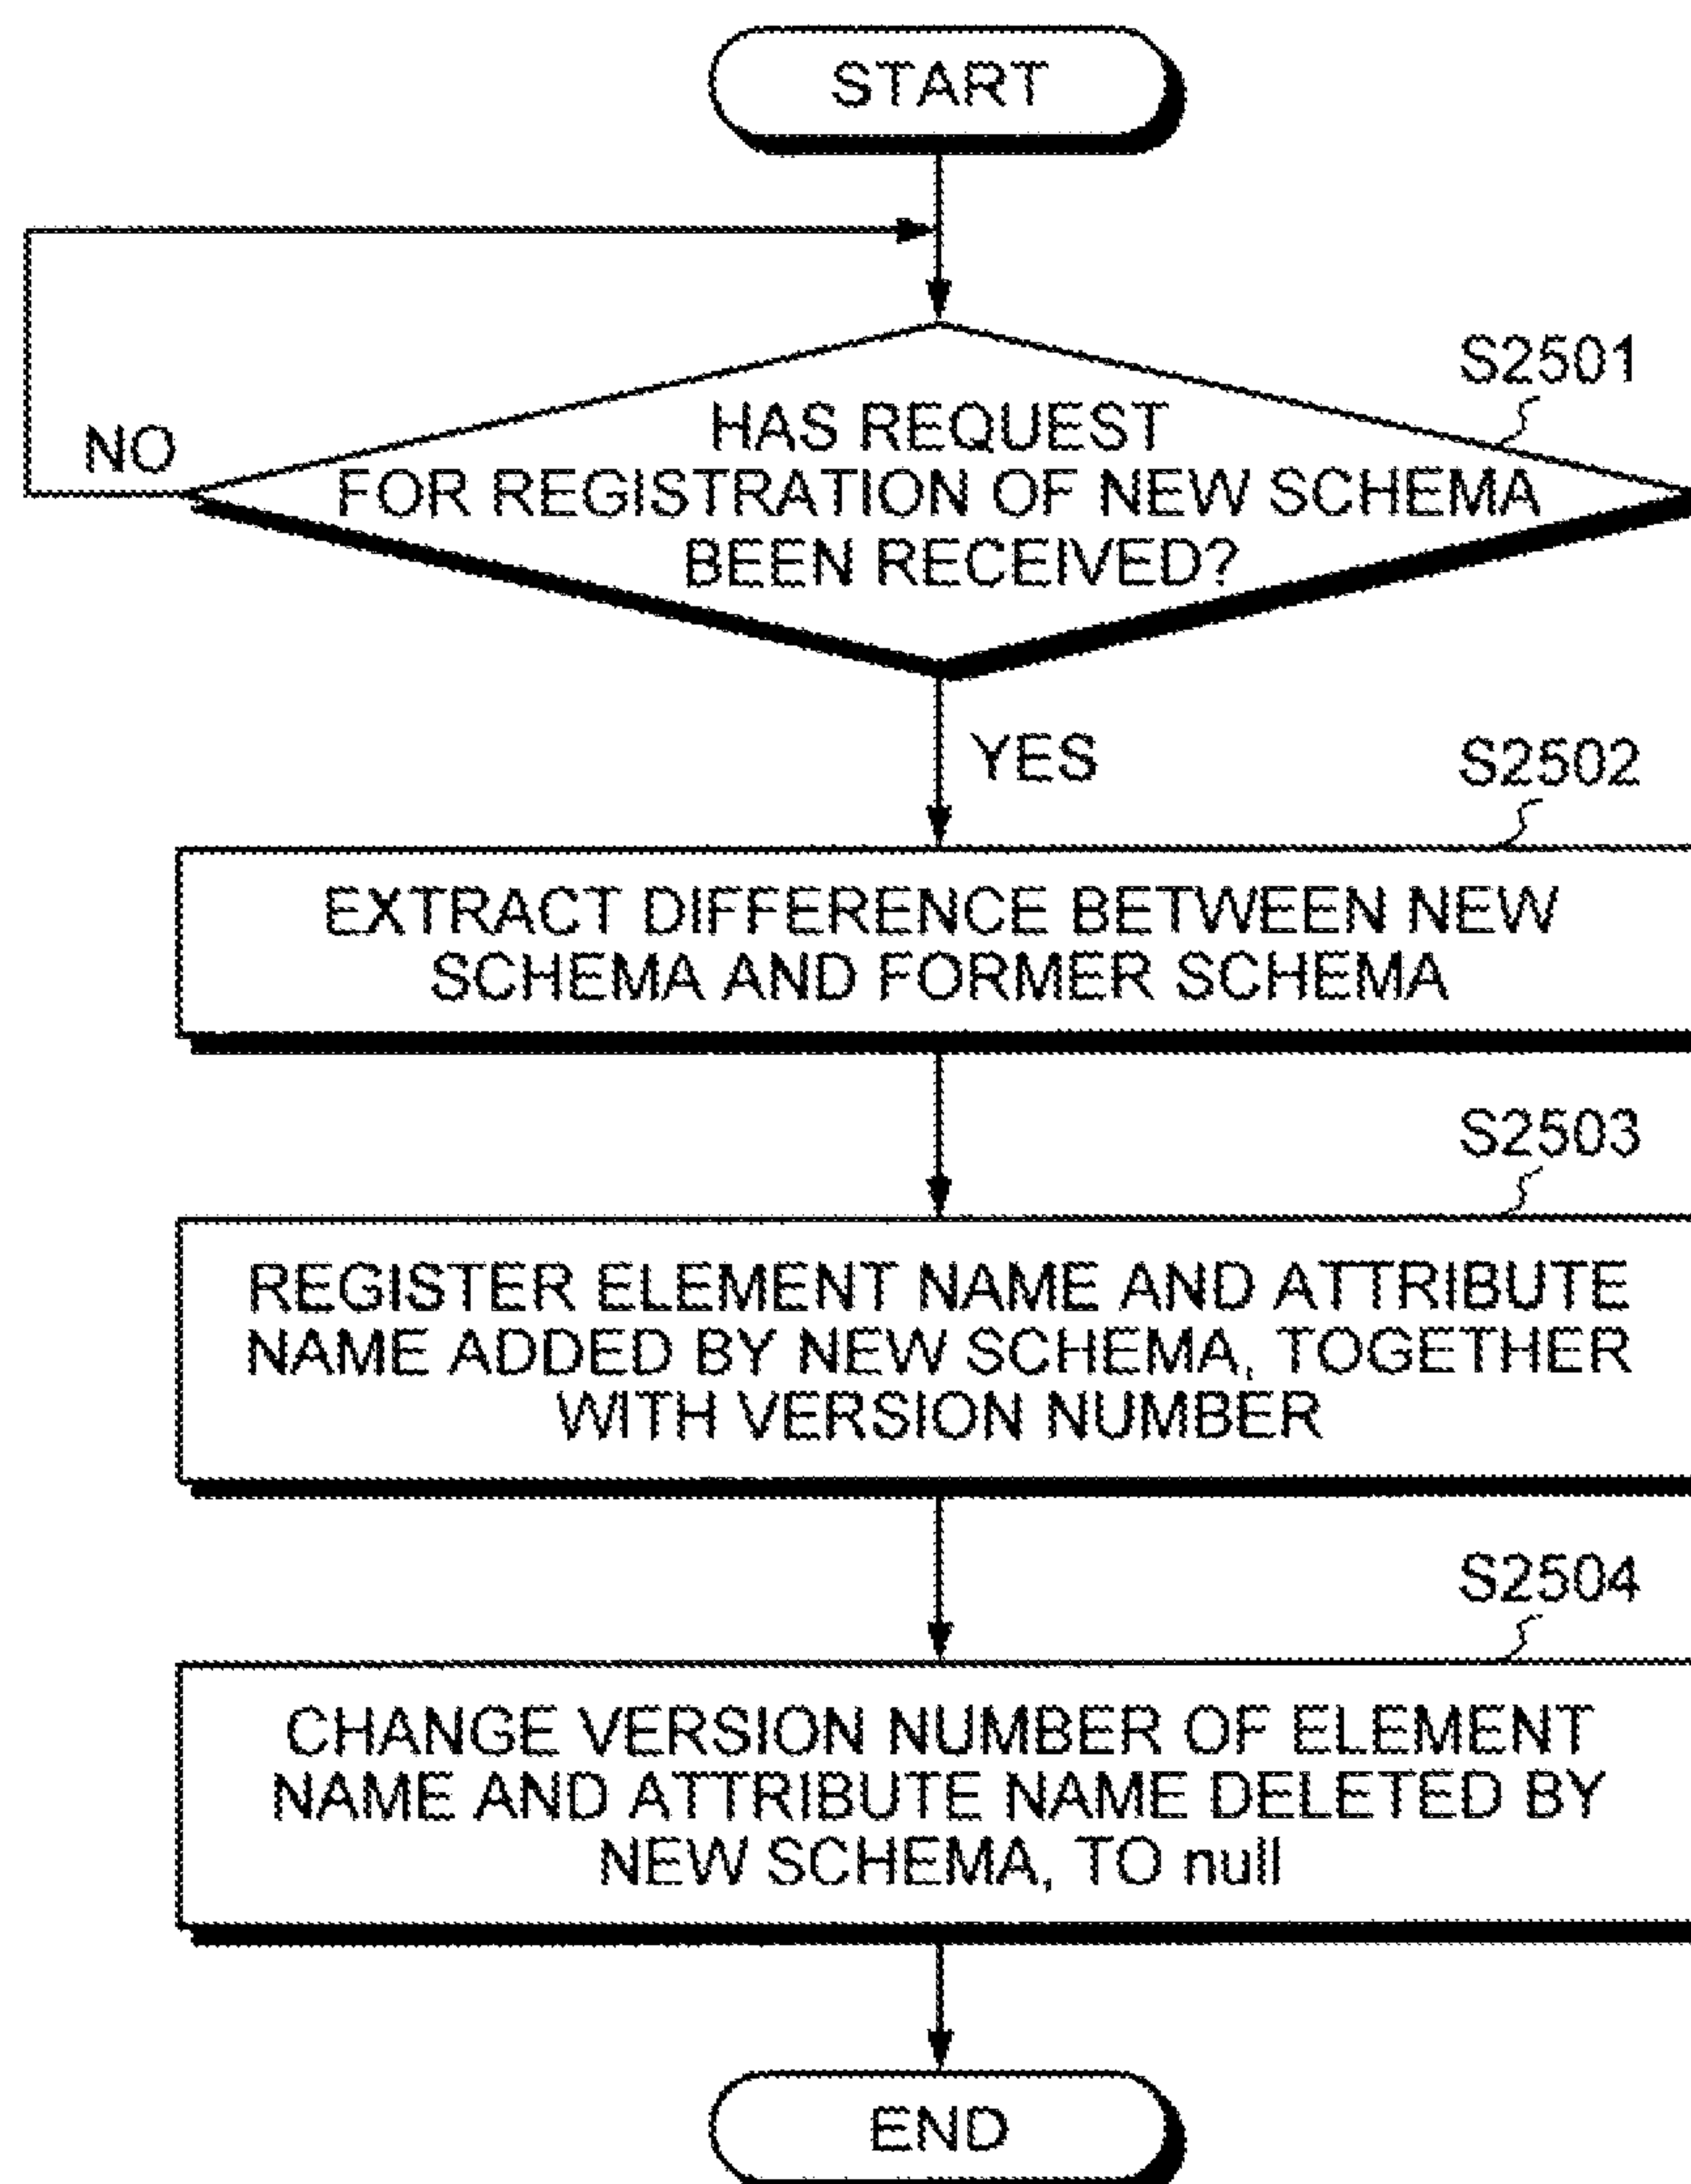 START
S2501
HAS REQUEST
NO
FOR REGISTRATION OF NEW SCHEMA
BEEN RECEIVED?
YES
S2502
EXTRACT DIFFERENCE BETWEEN NEW
SCHEMA AND FORMER SCHEMA
S2503
REGISTER ELEMENT NAME AND ATTRIBUTE
NAME ADDED BY NEW SCHEMA, TOGETHER
WITH VERSION NUMBER
S2504
CHANGE VERSION NUMBER OF ELEMENT
NAME AND ATTRIBUTE NAME DELETED BY
NEW SCHEMA, TO null
END